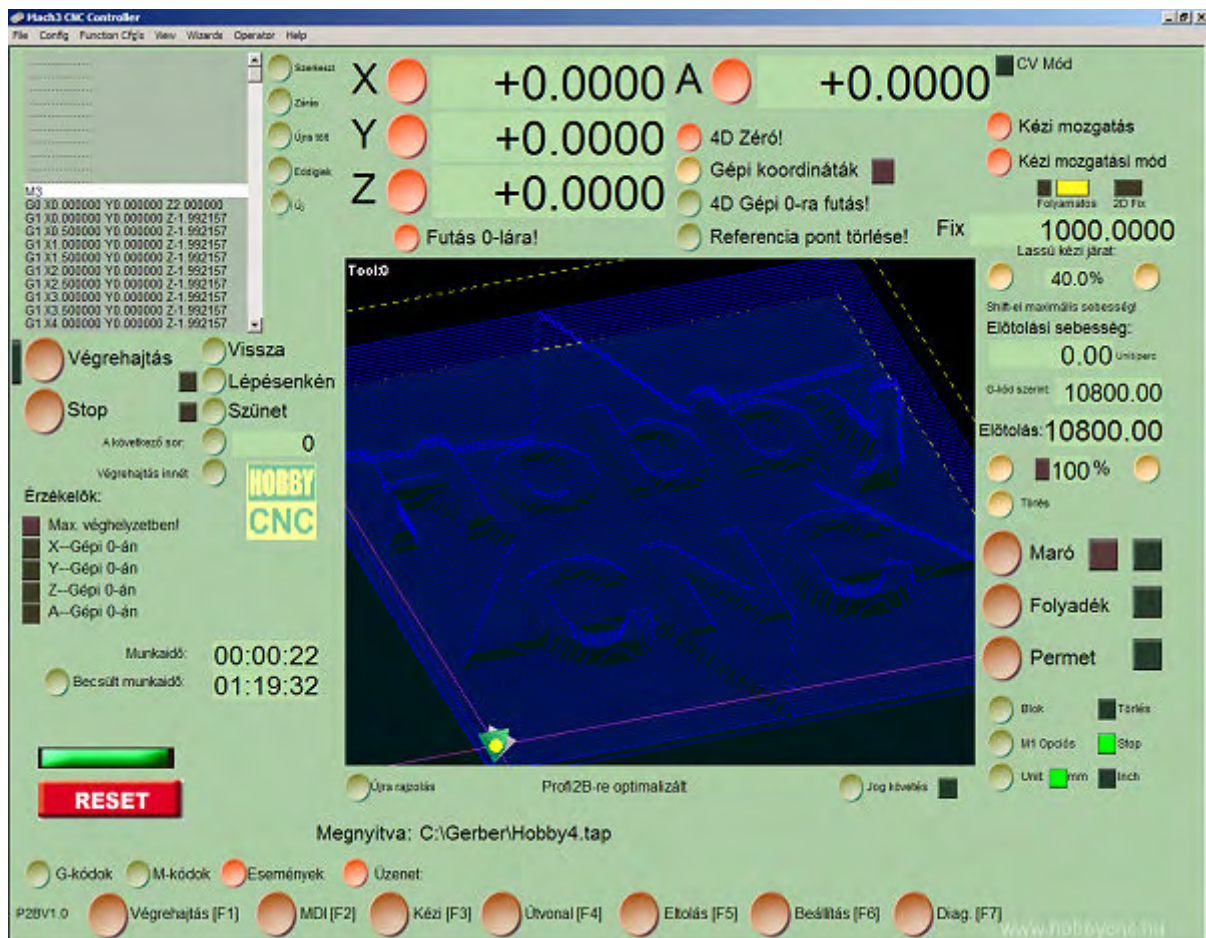 Mach3 CNC Controller
File Config Function Cfg's View Wizards Operator Help
Szerkeszt
Zárás
Újra tölt
Eddigiek
Új
M3
G0 X0.000000 Y0.000000 Z2.000000
G1 X0.000000 Y0.000000 Z-1.992157
G1 X0.500000 Y0.000000 Z-1.992157
G1 X1.000000 Y0.000000 Z-1.992157
G1 X1.500000 Y0.000000 Z-1.992157
G1 X2.000000 Y0.000000 Z-1.992157
G1 X2.500000 Y0.000000 Z-1.992157
G1 X3.000000 Y0.000000 Z-1.992157
G1 X3.500000 Y0.000000 Z-1.992157
G1 X4.000000 Y0.000000 Z-1.992157
X +0.0000 A +0.0000
Y +0.0000
Z +0.0000
Futás 0-lára!
4D Zéró!
Gépi koordináták
4D Gépi 0-ra futás!
Referencia pont törlése!
CV Mód
Kézi mozgatás
Kézi mozgatási mód
Folyamatos 2D Fix
Fix 1000.0000
Lassú kézi járat:
40.0%
Shift-el maximális sebesség!
Előtolási sebesség:
0.00 Unit/perc
G-kód szerint: 10800.00
Előtolás: 10800.00
100 %
Törlés
Maró
Folyadék
Permet
Blok Törlés
M1 Opciós Stop
Unit mm Inch
Végrehajtás
Vissza
Lépésenkén
Stop
Szünet
A következő sor: 0
Végrehajtás innét
HOBBY
CNC
Érzékelők:
Max. véghelyzetben!
X--Gépi 0-án
Y--Gépi 0-án
Z--Gépi 0-án
A--Gépi 0-án
Munkaidő: 00:00:22
Becsült munkaidő: 01:19:32
RESET
Tool:0
Hobby
CNC
Újra rajzolás
Profi2B-re optimalizált
Jog követés
Megnyitva: C:\Gerber\Hobby4.tap
G-kódok M-kódok Események Üzenet:
P2BV1.0 Végrehajtás [F1] MDI [F2] Kézi [F3] Útvonal [F4] Eltolás [F5] Beállítás [F6] Diag. [F7]
www.hobbycnc.hu